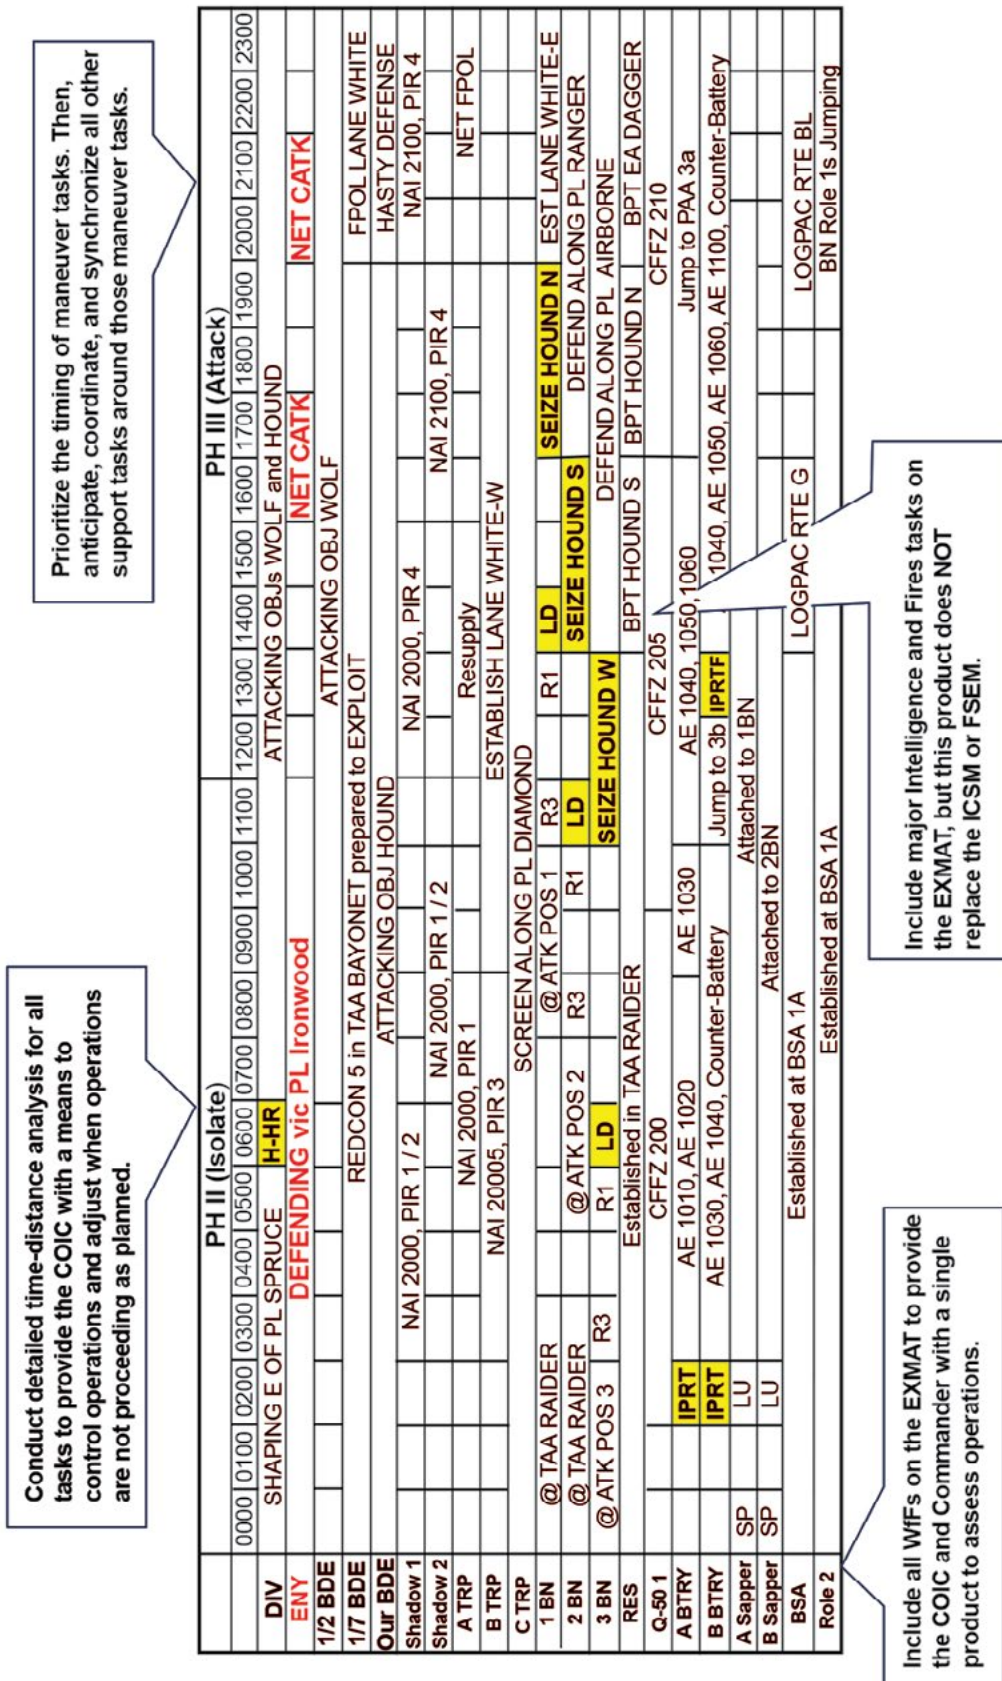 Conduct detailed time-distance analysis for all
tasks to provide the COIC with a means to
control operations and adjust when operations
are not proceeding as planned.
Prioritize the timing of maneuver tasks. Then,
anticipate, coordinate, and synchronize all other
support tasks around those maneuver tasks.
PH II (Isolate) PH III (Attack)
0000 0100 0200 0300 0400 0500 0600 0700 0800 0900 1000 1100 1200 1300 1400 1500 1600 1700 1800 1900 2000 2100 2200 2300
DIV SHAPING E OF PL SPRUCE H-HR ATTACKING OBJs WOLF and HOUND
ENY DEFENDING vic PL Ironwood NET CATK NET CATK
1/2 BDE ATTACKING OBJ WOLF
1/7 BDE REDCON 5 in TAA BAYONET prepared to EXPLOIT FPOL LANE WHITE
Our BDE ATTACKING OBJ HOUND HASTY DEFENSE
Shadow 1 NAI 2000, PIR 1 / 2 NAI 2000, PIR 4 NAI 2100, PIR 4
Shadow 2 NAI 2000, PIR 1 / 2 NAI 2100, PIR 4
A TRP NAI 2000, PIR 1 Resupply NET FPOL
B TRP NAI 20005, PIR 3 ESTABLISH LANE WHITE-W
C TRP SCREEN ALONG PL DIAMOND
1 BN @ TAA RAIDER @ ATK POS 1 R3 R1 LD SEIZE HOUND N EST LANE WHITE-E
2 BN @ TAA RAIDER @ATK POS 2 R3 R1 LD SEIZE HOUND S DEFEND ALONG PL RANGER
3 BN @ ATK POS 3 R3 R1 LD SEIZE HOUND W DEFEND ALONG PL AIRBORNE
RES Established in TAA RAIDER BPT HOUND S BPT HOUND N BPT EA DAGGER
Q-50 1 CFFZ 200 CFFZ 205 CFFZ 210
A BTRY IPRT AE 1010, AE 1020 AE 1030 AE 1040, 1050, 1060 Jump to PAA 3a
B BTRY IPRT AE 1030, AE 1040, Counter-Battery Jump to 3b IPRTF 1040, AE 1050, AE 1060, AE 1100, Counter-Battery
A Sapper SP LU Attached to 1BN
B Sapper SP LU Attached to 2BN
BSA Established at BSA 1A LOGPAC RTE G LOGPAC RTE BL
Role 2 Established at BSA 1A BN Role 1s Jumping
Include all WfFs on the EXMAT to provide
the COIC and Commander with a single
product to assess operations.
Include major Intelligence and Fires tasks on
the EXMAT, but this product does NOT
replace the ICSM or FSEM.